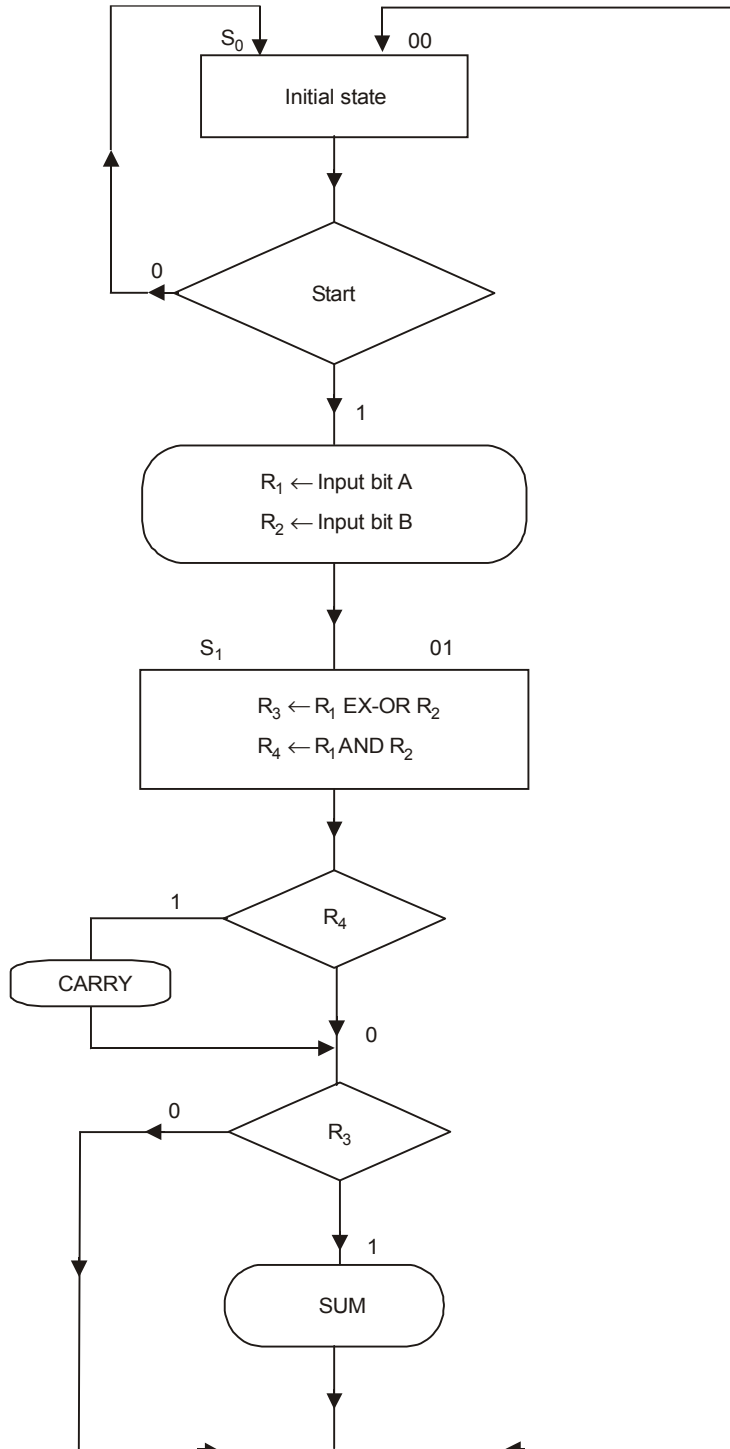 S₀ 00
Initial state
0
Start
1
R₁ ← Input bit A
R₂ ← Input bit B
S₁ 01
R₃ ← R₁ EX-OR R₂
R₄ ← R₁ AND R₂
1
R₄
CARRY
0
0
R₃
1
SUM